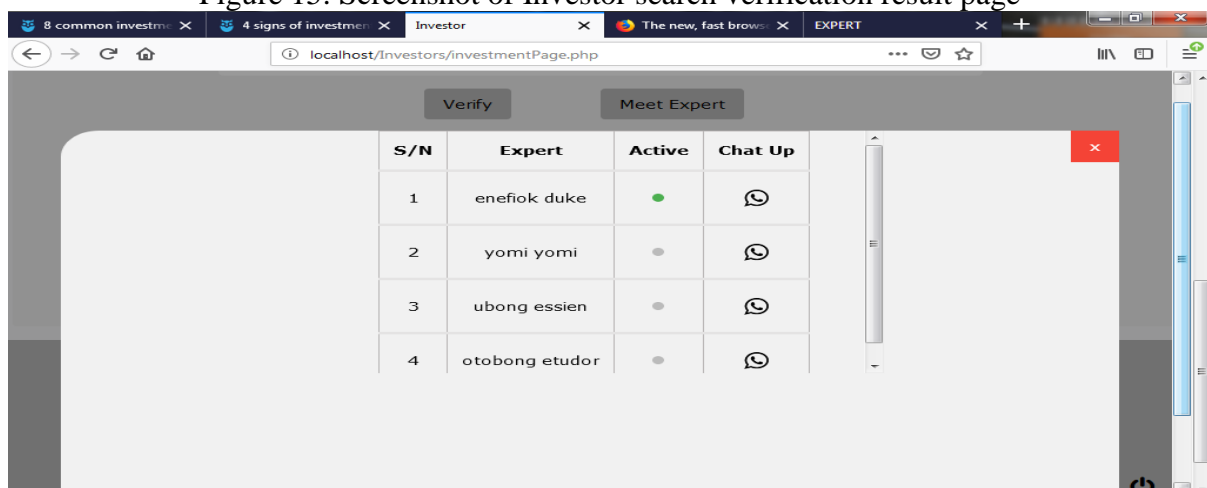 Figure 15: Screenshot of Investor search verification result page
8 common investme 4 signs of investmen Investor The new, fast brows EXPERT
localhost/Investors/investmentPage.php
Verify Meet Expert
S/N Expert Active Chat Up
1 enefiok duke
2 yomi yomi
3 ubong essien
4 otobong etudor